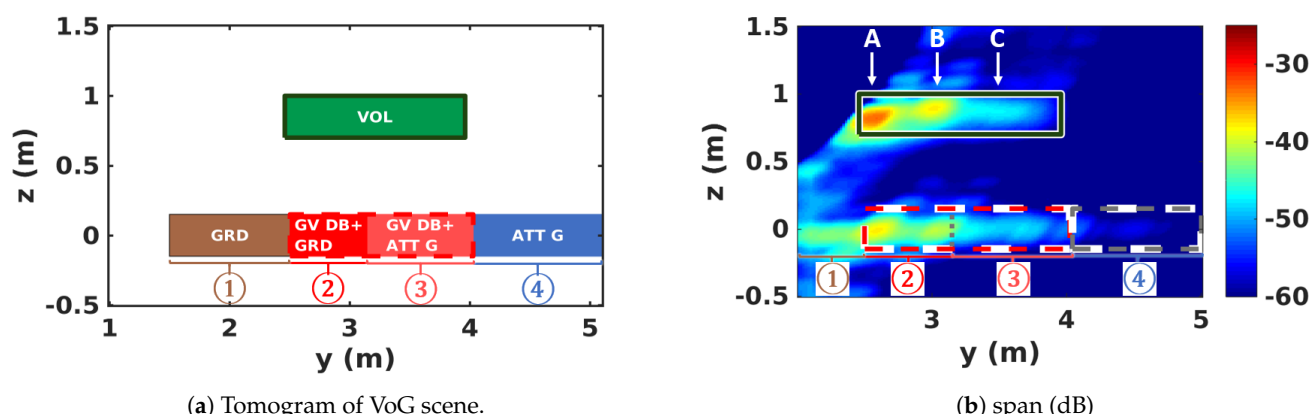 1.5
1
0.5
0
-0.5
z (m)
VOL
GRD
GV DB+
GRD
GV DB+
ATT G
ATT G
1
2
3
4
1
2
3
4
5
y (m)
(a) Tomogram of VoG scene.
1.5
1
0.5
0
-0.5
z (m)
A
B
C
1
2
3
4
3
4
5
y (m)
-30
-40
-50
-60
(b) span (dB)